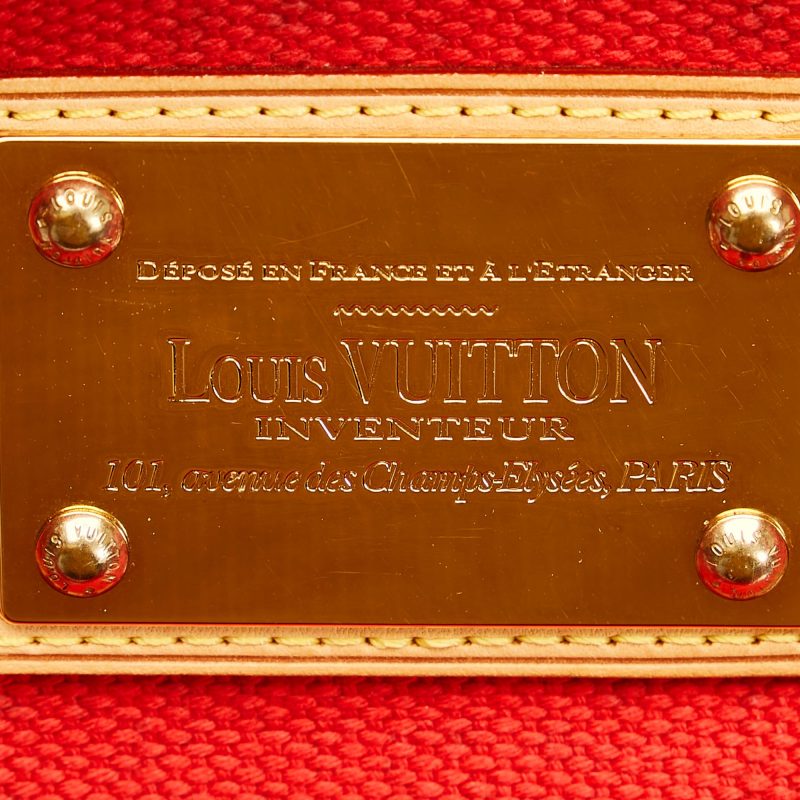 DÉPOSÉ EN FRANCE ET À L'ETRANGER
LOUIS VUITTON
INVENTEUR
101, avenue des Champs-Elysées, PARIS